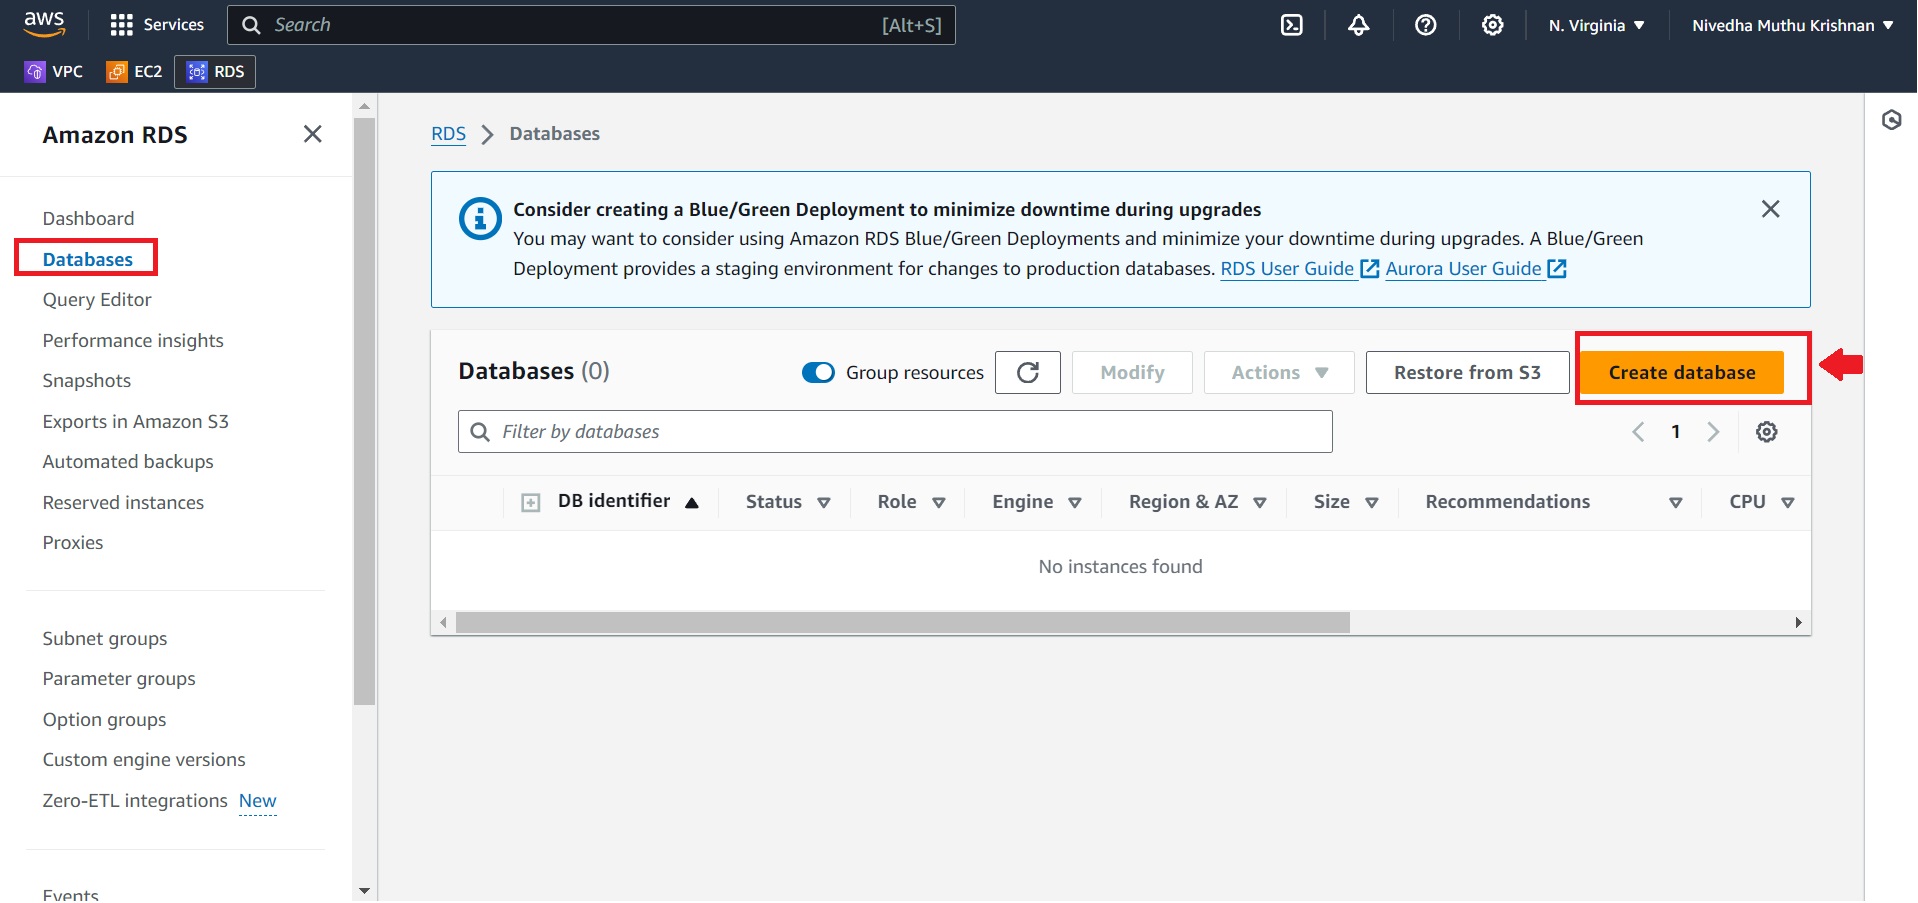 aws Services Search [Alt+S] N. Virginia Nivedha Muthu Krishnan
VPC EC2 RDS
Amazon RDS
Dashboard
Databases
Query Editor
Performance insights
Snapshots
Exports in Amazon S3
Automated backups
Reserved instances
Proxies
Subnet groups
Parameter groups
Option groups
Custom engine versions
Zero-ETL integrations New
Events
RDS Databases
Consider creating a Blue/Green Deployment to minimize downtime during upgrades
You may want to consider using Amazon RDS Blue/Green Deployments and minimize your downtime during upgrades. A Blue/Green
Deployment provides a staging environment for changes to production databases. RDS User Guide Aurora User Guide
Databases (0) Group resources Modify Actions Restore from S3 Create database
Filter by databases 1
DB identifier Status Role Engine Region & AZ Size Recommendations CPU
No instances found